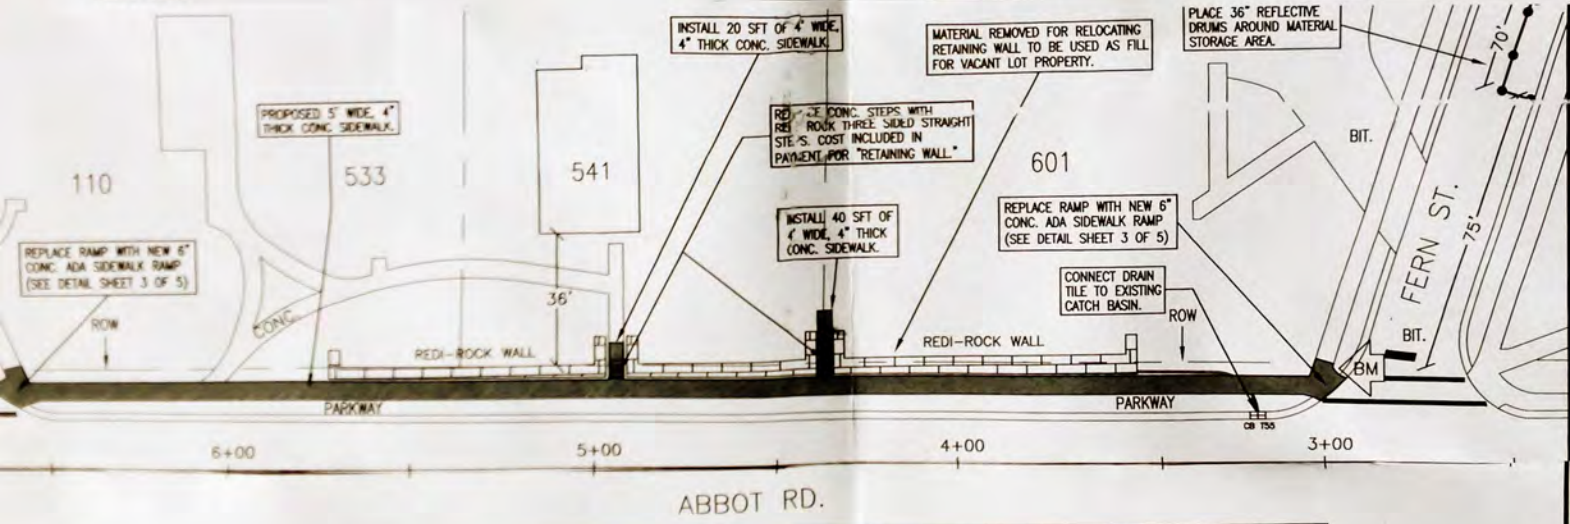 INSTALL 20 SFT OF 4' WIDE,
4" THICK CONC. SIDEWALK.
MATERIAL REMOVED FOR RELOCATING
RETAINING WALL TO BE USED AS FILL
FOR VACANT LOT PROPERTY.
PLACE 36" REFLECTIVE
DRUMS AROUND MATERIAL
STORAGE AREA.
70'
PROPOSED 5' WIDE, 4"
THICK CONC. SIDEWALK.
CONC. STEPS WITH
ROCK THREE SIDED STRAIGHT
COST INCLUDED IN
PAYMENT FOR "RETAINING WALL."
BIT.
110
533
541
601
REPLACE RAMP WITH NEW 6"
CONC. ADA SIDEWALK RAMP
(SEE DETAIL SHEET 3 OF 5)
INSTALL 40 SFT OF
4' WIDE, 4" THICK
CONC. SIDEWALK.
REPLACE RAMP WITH NEW 6"
CONC. ADA SIDEWALK RAMP
(SEE DETAIL SHEET 3 OF 5)
FERN ST.
75'
CONNECT DRAIN
TILE TO EXISTING
CATCH BASIN.
36'
ROW
CONC.
ROW
REDI-ROCK WALL
REDI-ROCK WALL
BIT.
BM
PARKWAY
PARKWAY
CB 755
6+00
5+00
4+00
3+00
ABBOT RD.